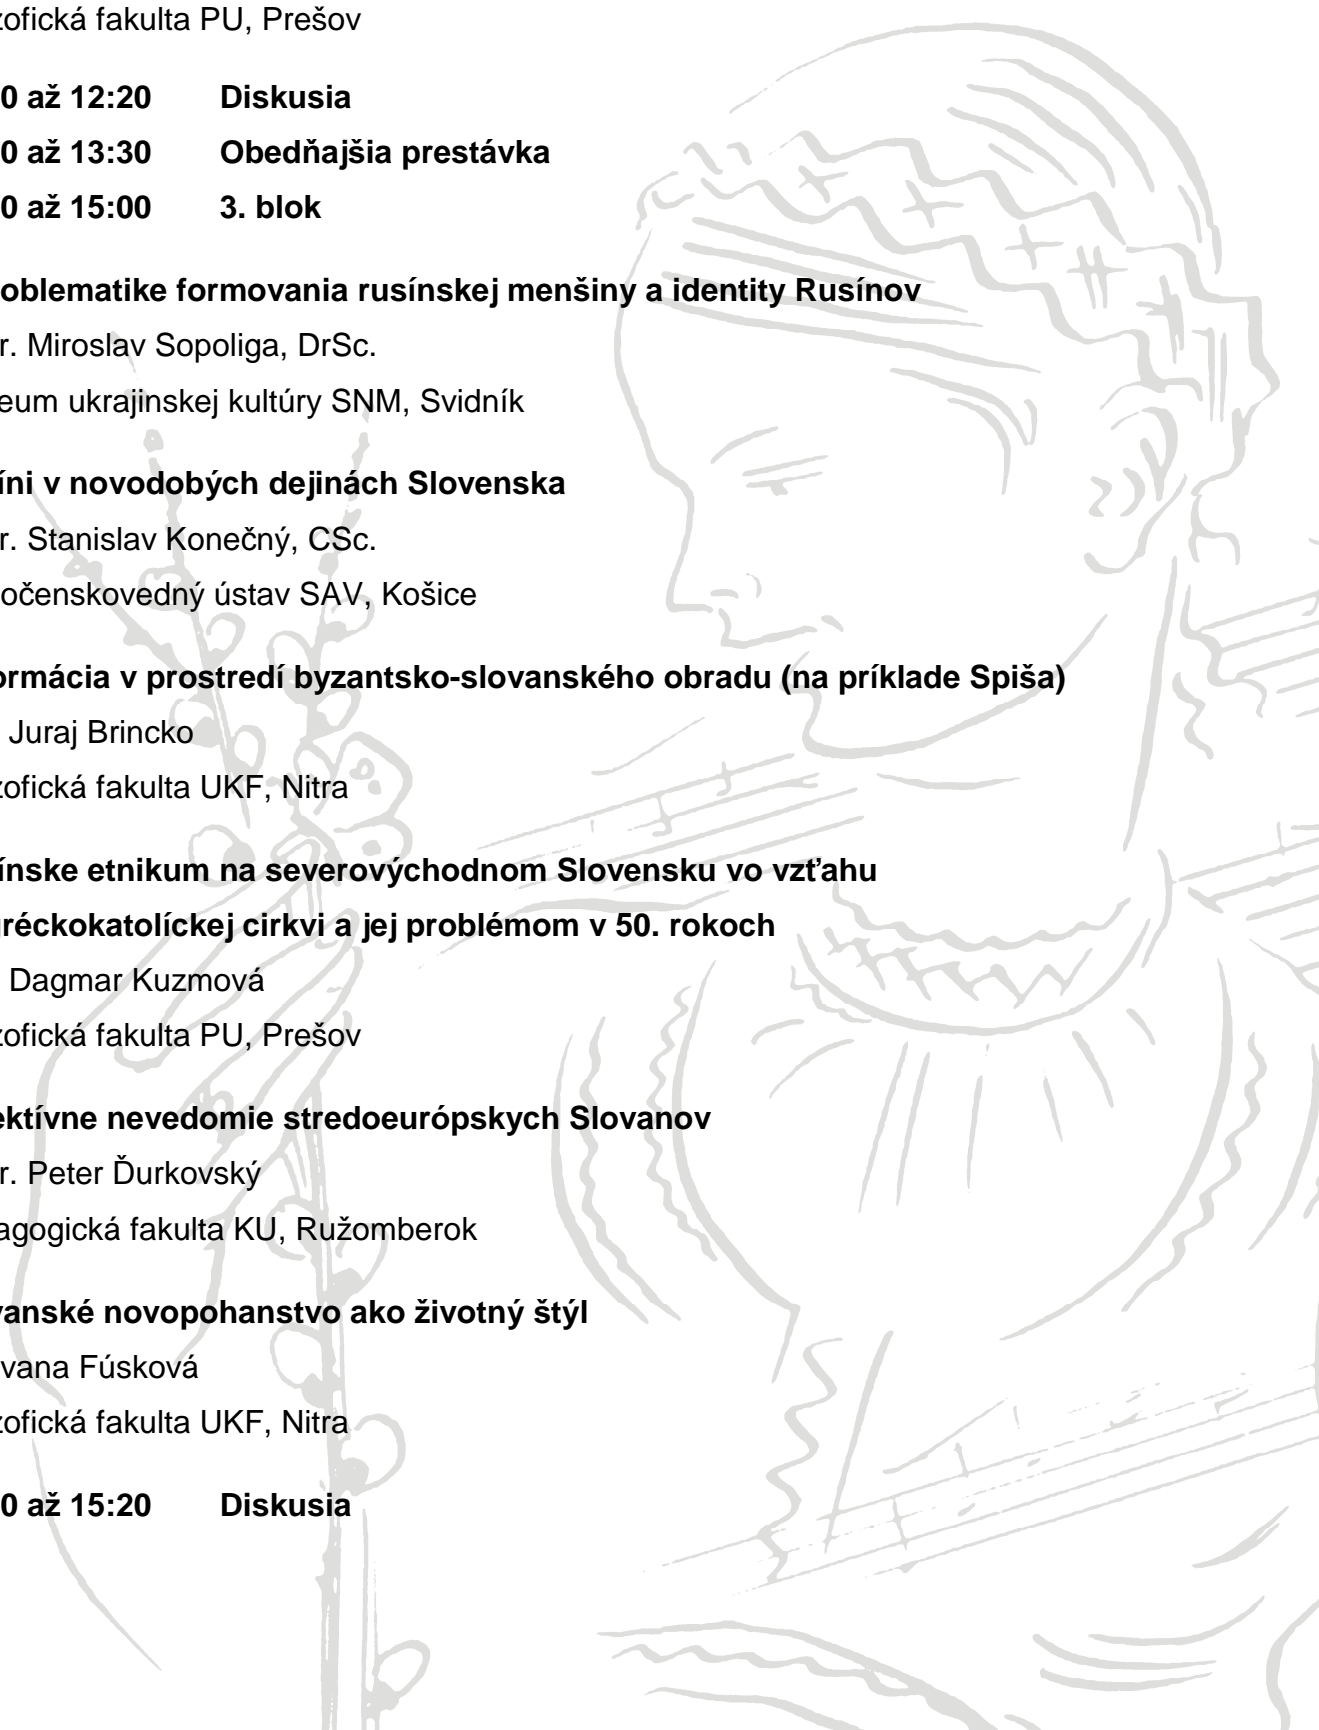 zofická fakulta PU, Prešov
0 až 12:20 Diskusia
0 až 13:30 Obedňajšia prestávka
0 až 15:00 3. blok
oblematike formovania rusínskej menšiny a identity Rusínov
r. Miroslav Sopoliga, DrSc.
eum ukrajinskej kultúry SNM, Svidník
íni v novodobých dejinách Slovenska
r. Stanislav Konečný, CSc.
očenskovedný ústav SAV, Košice
ormácia v prostredí byzantsko-slovanského obradu (na príklade Spiša)
Juraj Brincko
zofická fakulta UKF, Nitra
ínske etnikum na severovýchodnom Slovensku vo vzťahu
gréckokatolíckej cirkvi a jej problémom v 50. rokoch
Dagmar Kuzmová
zofická fakulta PU, Prešov
ektívne nevedomie stredoeurópskych Slovanov
r. Peter Ďurkovský
agogická fakulta KU, Ružomberok
vanské novopohanstvo ako životný štýl
vana Fúsková
zofická fakulta UKF, Nitra
0 až 15:20 Diskusia